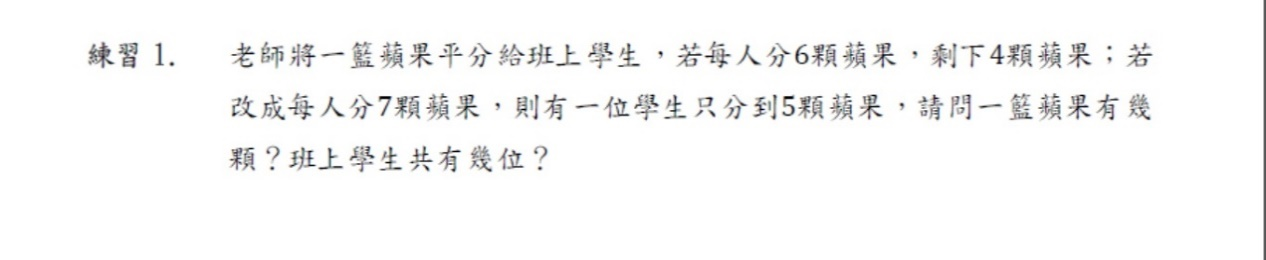 練習 1. 老師將一籃蘋果平分給班上學生，若每人分6顆蘋果，剩下4顆蘋果；若
改成每人分7顆蘋果，則有一位學生只分到5顆蘋果，請問一籃蘋果有幾
顆？班上學生共有幾位？